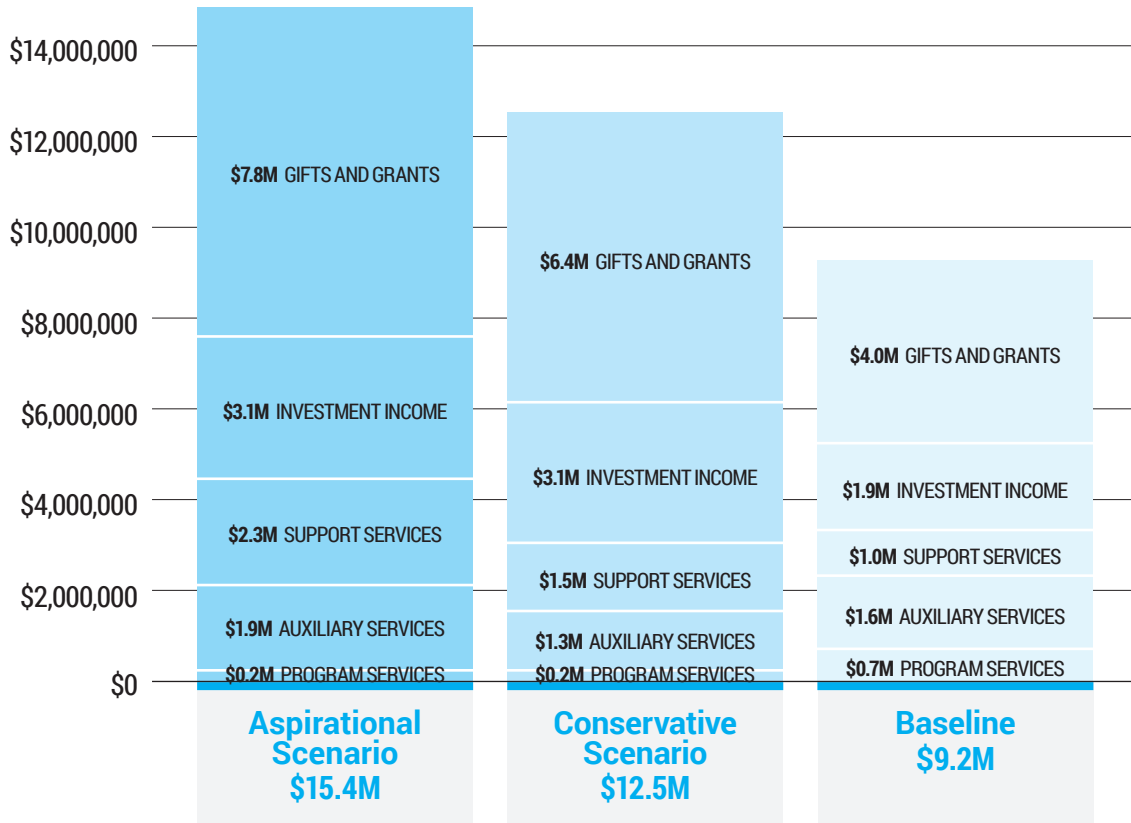 $14,000,000
$12,000,000
$10,000,000
$8,000,000
$6,000,000
$4,000,000
$2,000,000
$0
$7.8M GIFTS AND GRANTS
$3.1M INVESTMENT INCOME
$2.3M SUPPORT SERVICES
$1.9M AUXILIARY SERVICES
$0.2M PROGRAM SERVICES
Aspirational
Scenario
$15.4M
$6.4M GIFTS AND GRANTS
$3.1M INVESTMENT INCOME
$1.5M SUPPORT SERVICES
$1.3M AUXILIARY SERVICES
$0.2M PROGRAM SERVICES
Conservative
Scenario
$12.5M
$4.0M GIFTS AND GRANTS
$1.9M INVESTMENT INCOME
$1.0M SUPPORT SERVICES
$1.6M AUXILIARY SERVICES
$0.7M PROGRAM SERVICES
Baseline
$9.2M